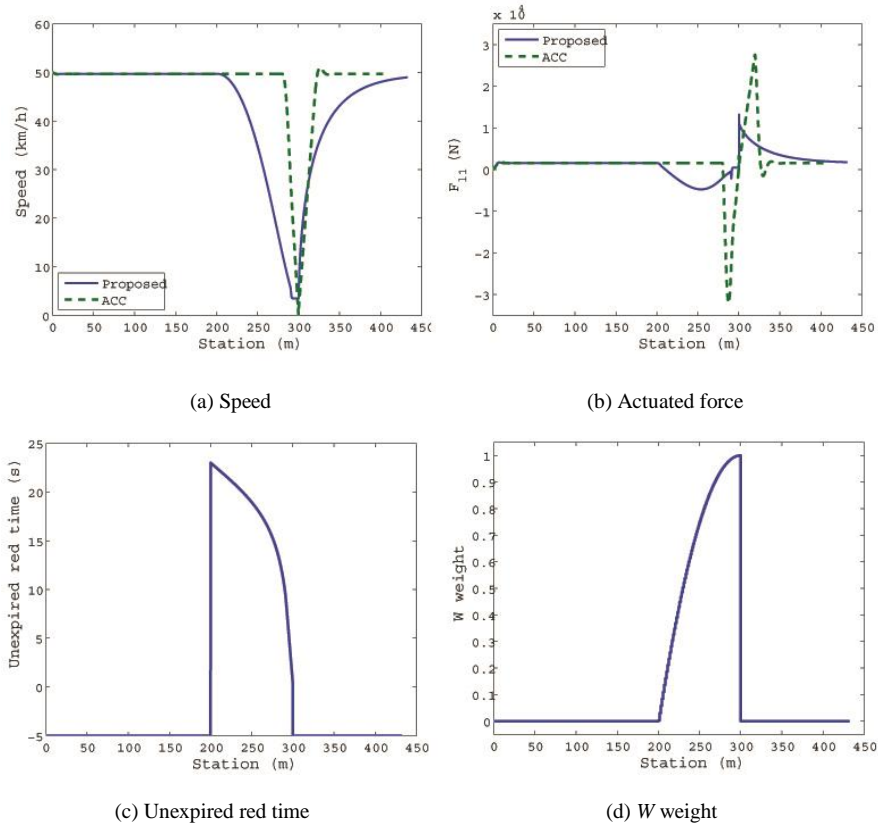 60
50
40
30
20
10
0
Speed (km/h)
Proposed
ACC
0 50 100 150 200 250 300 350 400 450
Station (m)
(a) Speed
x 10^4
3
2
1
0
-1
-2
-3
F11 (N)
Proposed
ACC
0 50 100 150 200 250 300 350 400 450
Station (m)
(b) Actuated force
25
20
15
10
5
0
-5
Unexpired red time (s)
0 50 100 150 200 250 300 350 400 450
Station (m)
(c) Unexpired red time
1
0.9
0.8
0.7
0.6
0.5
0.4
0.3
0.2
0.1
0
W weight
0 50 100 150 200 250 300 350 400 450
Station (m)
(d) W weight